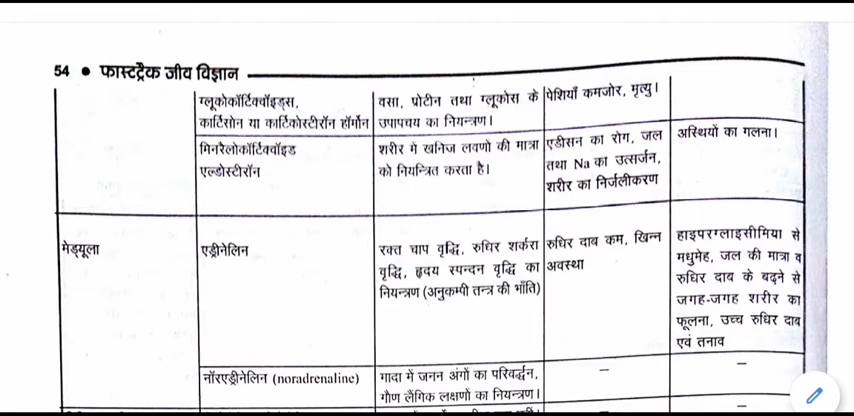 54 ● फास्टट्रैक जीव विज्ञान
ग्लूकोकॉर्टिक्वॉइड्स,
कार्टिसोन या कार्टिकोस्टीरॉन हॉर्मोन
वसा, प्रोटीन तथा ग्लूकोस के
उपापचय का नियन्त्रण।
पेशियाँ कमजोर, मृत्यु।
मिनरैलोकॉर्टिक्वॉइड
एल्डोस्टीरॉन
शरीर मे खनिज लवणो की मात्रा
को नियन्त्रित करता है।
एडीसन का रोग, जल
तथा Na का उत्सर्जन,
शरीर का निर्जलीकरण
अस्थियों का गलना।
मेड्यूला
एड्रीनेलिन
रक्त चाप वृद्धि, रुधिर शर्करा
वृद्धि, हृदय स्पन्दन वृद्धि का
नियन्त्रण (अनुकम्पी तन्त्र की भाँति)
रुधिर दाब कम, खिन्न
अवस्था
हाइपरग्लाइसीमिया से
मधुमेह, जल की मात्रा व
रुधिर दाब के बढ़ने से
जगह-जगह शरीर का
फूलना, उच्च रुधिर दाब
एवं तनाव
नॉरएड्रीनेलिन (noradrenaline)
मादा में जनन अंगों का परिवर्द्धन,
गौण लैंगिक लक्षणों का नियन्त्रण।
–
–
–
–